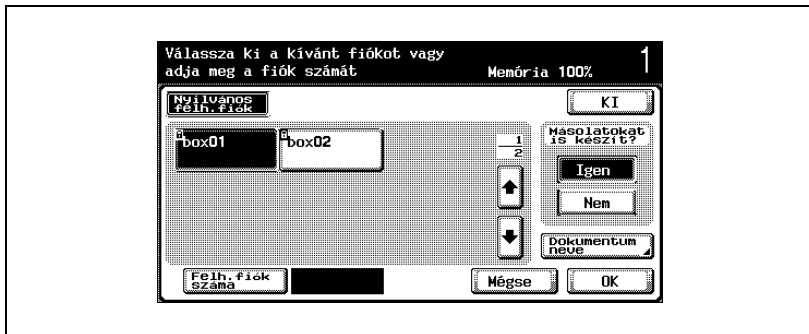 Válassza ki a kívánt fiókot vagy
adja meg a fiók számát
Memória 100%
1
Nyilvános
felh.fiók
KI
box01
box02
1
2
Másolatokat
is készít?
Igen
Nem
Dokumentum
neve
Felh.fiók
száma
Mégse
OK